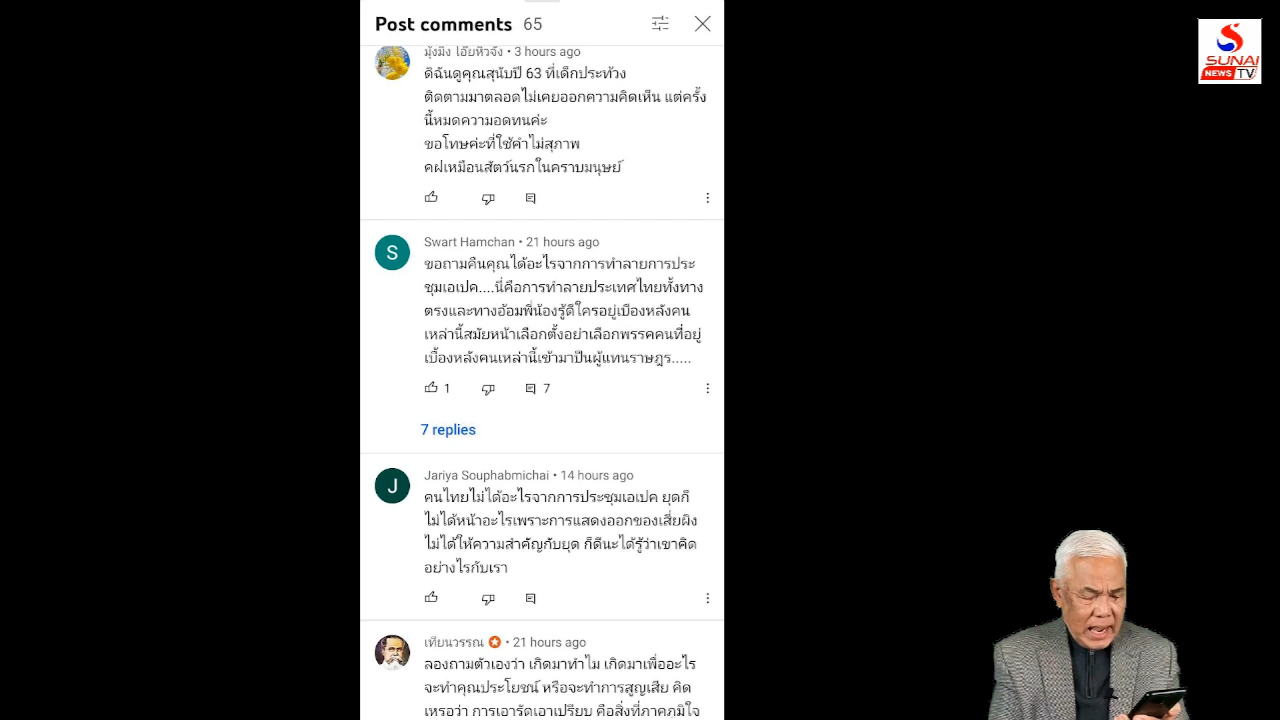 Post comments 65
มุ้งมิ้ง โอ๊ยหิวจัง • 3 hours ago
ดิฉันดูคุณสุนับปี 63 ที่เด็กประท้วง
ติดตามมาตลอดไม่เคยออกความคิดเห็น แต่ครั้ง
นี้หมดความอดทนค่ะ
ขอโทษค่ะที่ใช้คำไม่สุภาพ
คฝเหมือนสัตว์นรกในคราบมนุษย์
Swart Hamchan • 21 hours ago
ขอถามคืนคุณได้อะไรจากการทำลายการประ
ชุมเอเปค....นี่คือการทำลายประเทศไทยทั้งทาง
ตรงและทางอ้อมพี่น้องรู้ดีใครอยู่เบืองหลังคน
เหล่านี้สมัยหน้าเลือกตั้งอย่าเลือกพรรคคนที่อยู่
เบื้องหลังคนเหล่านี้เข้ามาป็นผู้แทนราษฎร.....
1
7
7 replies
Jariya Souphabmichai • 14 hours ago
คนไทยไม่ได้อะไรจากการประชุมเอเปค ยุดก็
ไม่ได้หน้าอะไรเพราะการแสดงออกของเสี่ยผิง
ไม่ได้ให้ความสำคัญกับยุด ก็ดีนะได้รู้ว่าเขาคิด
อย่างไรกับเรา
เทียนวรรณ • 21 hours ago
ลองถามตัวเองว่า เกิดมาทำไม เกิดมาเพื่ออะไร
จะทำคุณประโยชน์ หรือจะทำการสูญเสีย คิด
เหรอว่า การเอารัดเอาเปรียบ คือสิ่งที่ภาคภูมิใจ
SUNAI
NEWS TV